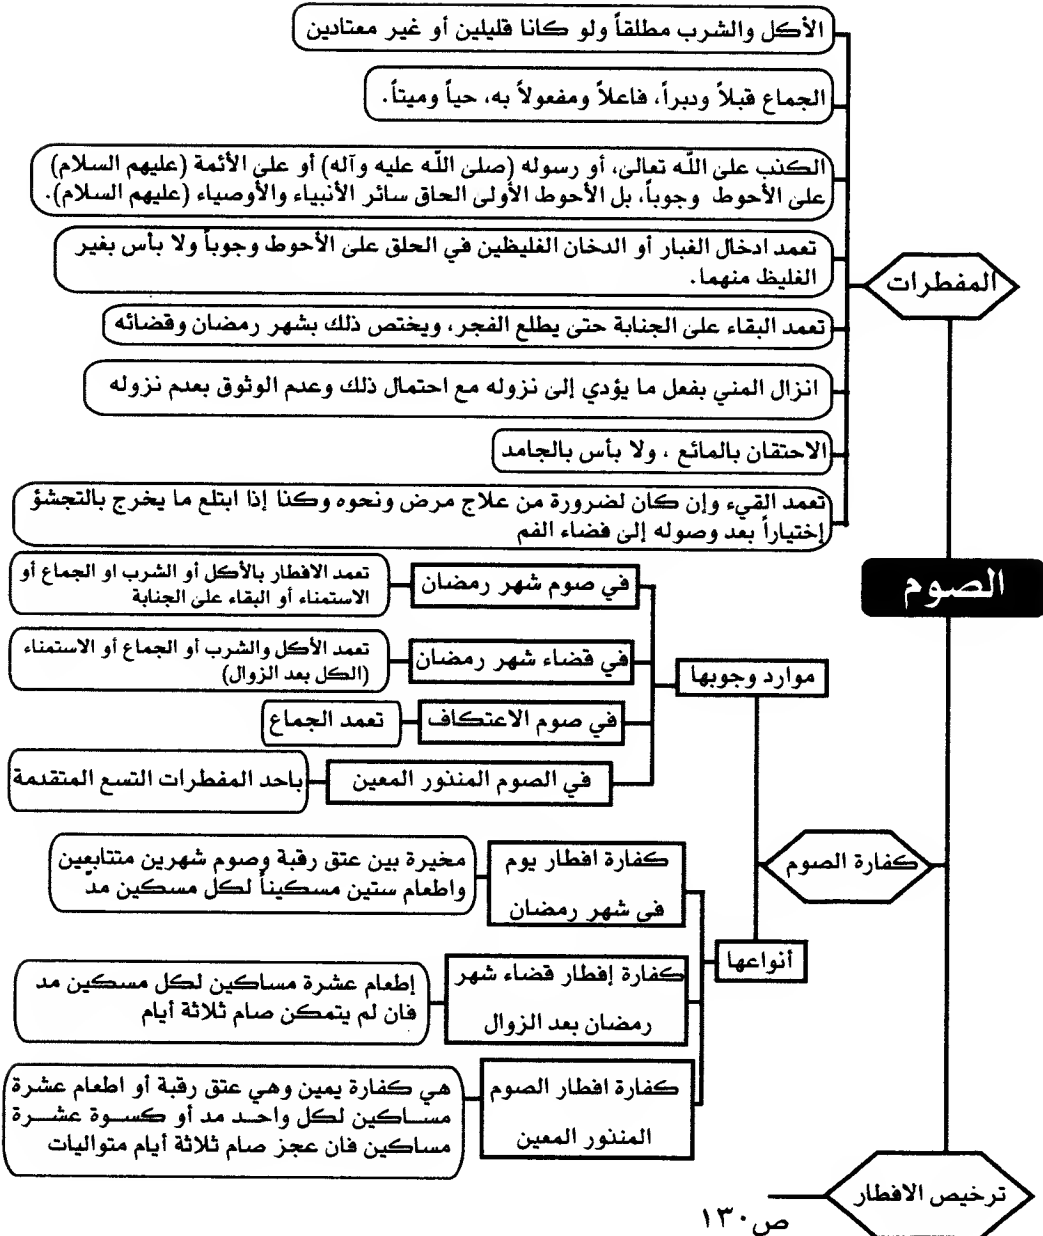 الأكل والشرب مطلقاً ولو كانا قليلين أو غير معتادين
الجماع قبلاً ودبراً، فاعلاً ومفعولاً به، حياً وميتاً.
الكذب على اللّه تعالى، أو رسوله (صلى اللّه عليه وآله) أو على الأئمة (عليهم السلام)
على الأحوط وجوباً، بل الأحوط الأولى الحاق سائر الأنبياء والأوصياء (عليهم السلام).
تعمد ادخال الغبار أو الدخان الغليظين في الحلق على الأحوط وجوباً ولا بأس بغير
الغليظ منهما.
المفطرات
تعمد البقاء على الجنابة حتى يطلع الفجر، ويختص ذلك بشهر رمضان وقضائه
انزال المني بفعل ما يؤدي إلى نزوله مع احتمال ذلك وعدم الوثوق بعدم نزوله
الاحتقان بالمائع ، ولا بأس بالجامد
تعمد القيء وإن كان لضرورة من علاج مرض ونحوه وكذا إذا ابتلع ما يخرج بالتجشؤ
إختياراً بعد وصوله إلى فضاء الفم
الصوم
في صوم شهر رمضان
تعمد الافطار بالأكل أو الشرب او الجماع أو
الاستمناء أو البقاء على الجنابة
موارد وجوبها
في قضاء شهر رمضان
تعمد الأكل والشرب أو الجماع أو الاستمناء
(الكل بعد الزوال)
في صوم الاعتكاف
تعمد الجماع
في الصوم المنذور المعين
باحد المفطرات التسع المتقدمة
كفارة الصوم
كفارة افطار يوم
في شهر رمضان
مخيرة بين عتق رقبة وصوم شهرين متتابعين
واطعام ستين مسكيناً لكل مسكين مدّ
أنواعها
كفارة إفطار قضاء شهر
رمضان بعد الزوال
إطعام عشرة مساكين لكل مسكين مد
فان لم يتمكن صام ثلاثة أيام
كفارة افطار الصوم
المنذور المعين
هي كفارة يمين وهي عتق رقبة أو اطعام عشرة
مساكين لكل واحد مد أو كسوة عشرة
مساكين فان عجز صام ثلاثة أيام متواليات
ترخيص الافطار
ص١٣٠